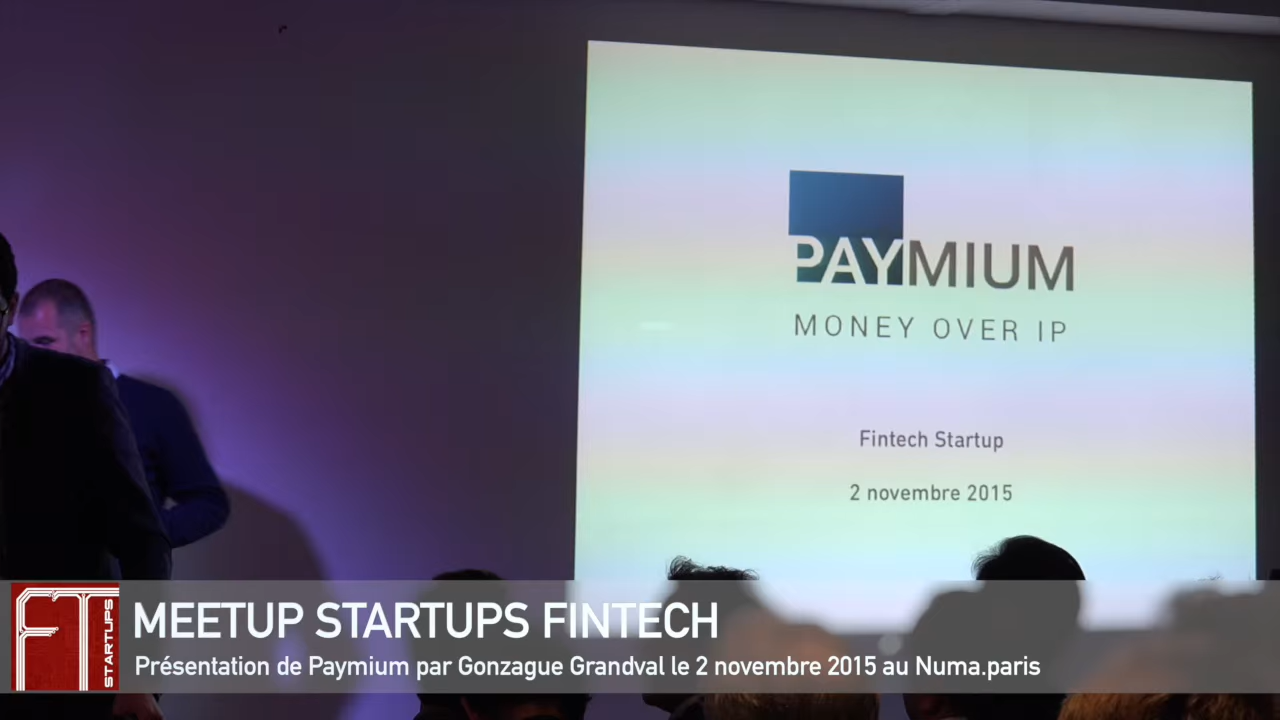 PAYMIUM
MONEY OVER IP
Fintech Startup
2 novembre 2015
FT
STARTUPS
MEETUP STARTUPS FINTECH
Présentation de Paymium par Gonzague Grandval le 2 novembre 2015 au Numa.paris